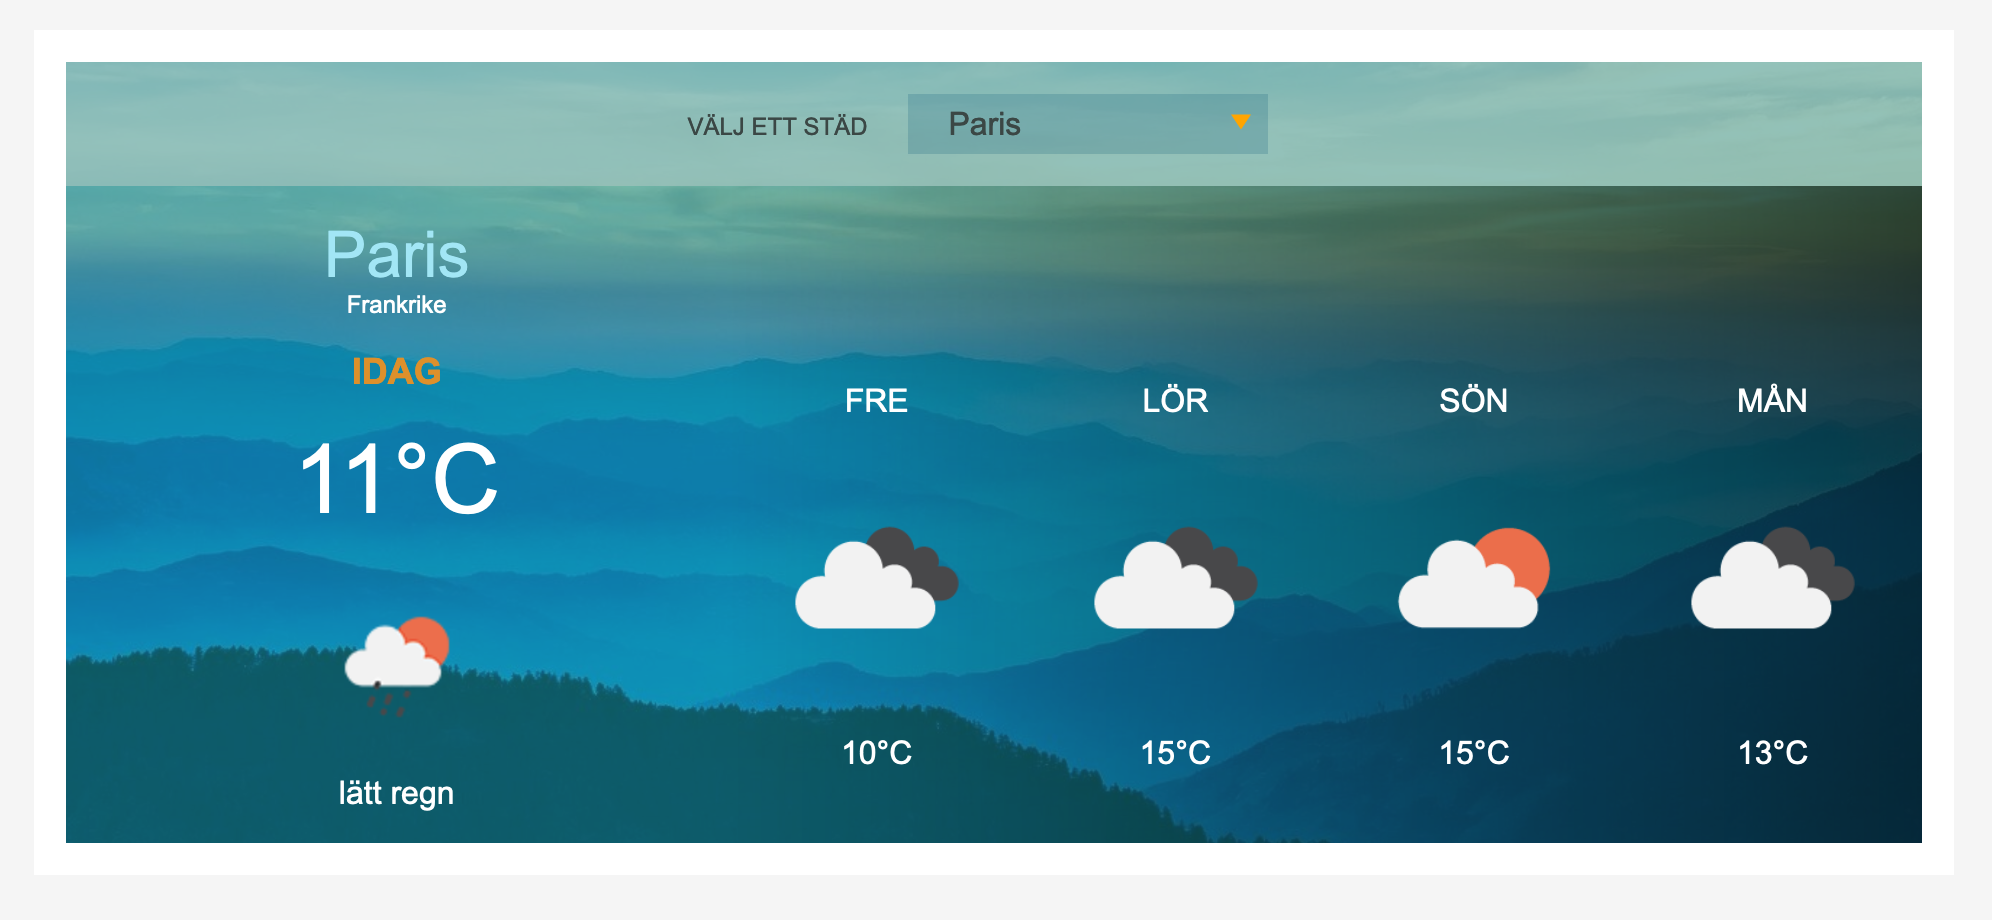 VÄLJ ETT STÄD
Paris
Paris
Frankrike
IDAG
11°C
lätt regn
FRE
LÖR
SÖN
MÅN
10°C
15°C
15°C
13°C